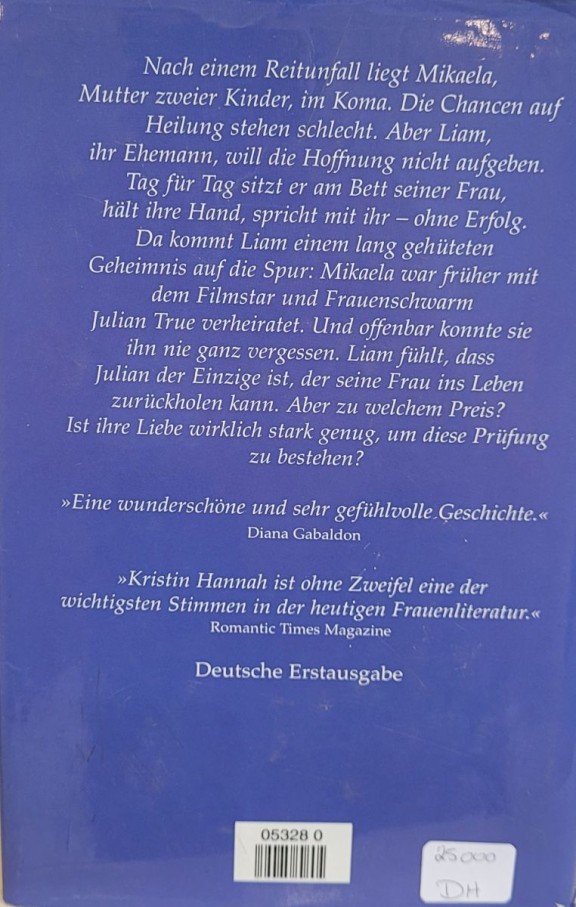 Nach einem Reitunfall liegt Mikaela,
Mutter zweier Kinder, im Koma. Die Chancen auf
Heilung stehen schlecht. Aber Liam,
ihr Ehemann, will die Hoffnung nicht aufgeben.
Tag für Tag sitzt er am Bett seiner Frau,
hält ihre Hand, spricht mit ihr – ohne Erfolg.
Da kommt Liam einem lang gehüteten
Geheimnis auf die Spur: Mikaela war früher mit
dem Filmstar und Frauenschwarm
Julian True verheiratet. Und offenbar konnte sie
ihn nie ganz vergessen. Liam fühlt, dass
Julian der Einzige ist, der seine Frau ins Leben
zurückholen kann. Aber zu welchem Preis?
Ist ihre Liebe wirklich stark genug, um diese Prüfung
zu bestehen?
»Eine wunderschöne und sehr gefühlvolle Geschichte.«
Diana Gabaldon
»Kristin Hannah ist ohne Zweifel eine der
wichtigsten Stimmen in der heutigen Frauenliteratur.«
Romantic Times Magazine
Deutsche Erstausgabe
05328 0
25000
DH